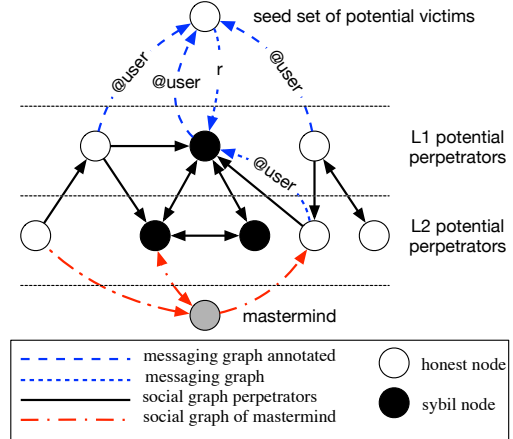 seed set of potential victims
@user
@user
r
@user
L1 potential
perpetrators
@user
L2 potential
perpetrators
mastermind
messaging graph annotated
messaging graph
social graph perpetrators
social graph of mastermind
honest node
sybil node